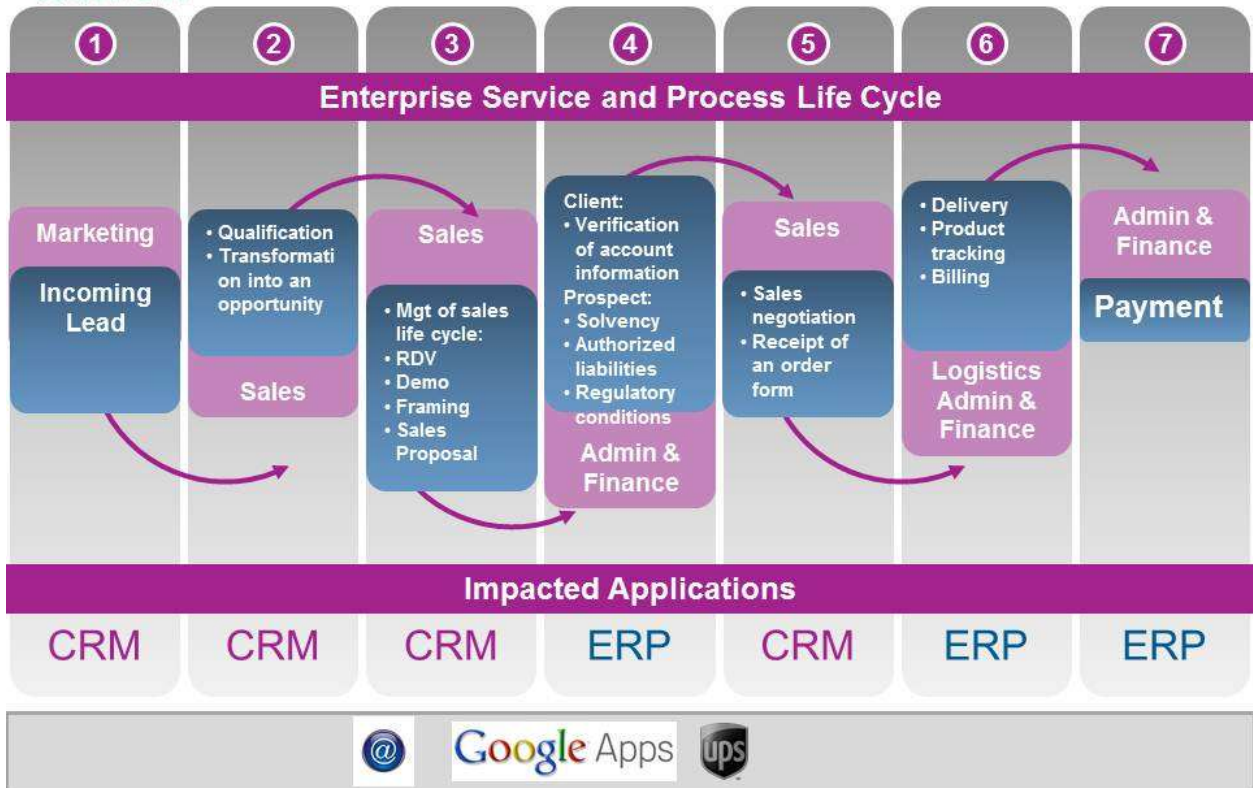 1
2
3
4
5
6
7
Enterprise Service and Process Life Cycle
Marketing
Incoming
Lead
• Qualification
• Transformati
on into an
opportunity
Sales
Sales
• Mgt of sales
life cycle:
• RDV
• Demo
• Framing
• Sales
Proposal
Client:
• Verification
of account
information
Prospect:
• Solvency
• Authorized
liabilities
• Regulatory
conditions
Admin &
Finance
Sales
• Sales
negotiation
• Receipt of
an order
form
• Delivery
• Product
tracking
• Billing
Logistics
Admin &
Finance
Admin &
Finance
Payment
Impacted Applications
CRM
CRM
CRM
ERP
CRM
ERP
ERP
@
Google Apps
ups